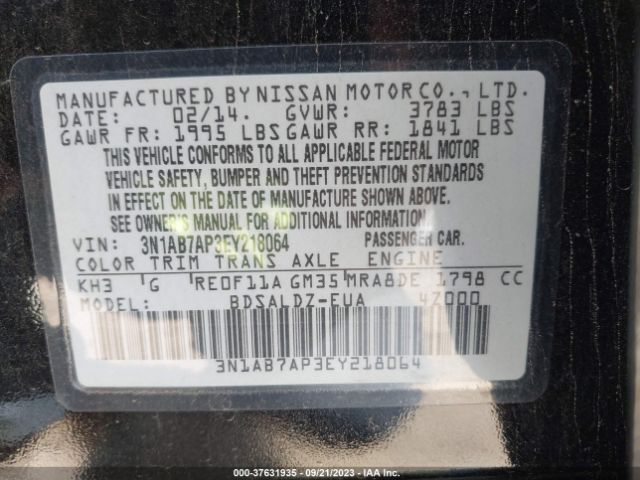 MANUFACTURED BY NISSAN MOTOR CO., LTD.
DATE: 02/14. GVWR: 3783 LBS
GAWR FR: 1995 LBS GAWR RR: 1841 LBS
THIS VEHICLE CONFORMS TO ALL APPLICABLE FEDERAL MOTOR
VEHICLE SAFETY, BUMPER AND THEFT PREVENTION STANDARDS
IN EFFECT ON THE DATE OF MANUFACTURE SHOWN ABOVE.
SEE OWNER'S MANUAL FOR ADDITIONAL INFORMATION.
VIN: 3N1AB7AP3EY218064 PASSENGER CAR.
COLOR TRIM TRANS AXLE ENGINE
KH3 G RE0F11A GM35 MRA8DE 1798 CC
MODEL: BDSALDZ-EUA 4Z000
3N1AB7AP3EY218064
000-37631935 - 09/21/2023 - IAA Inc.